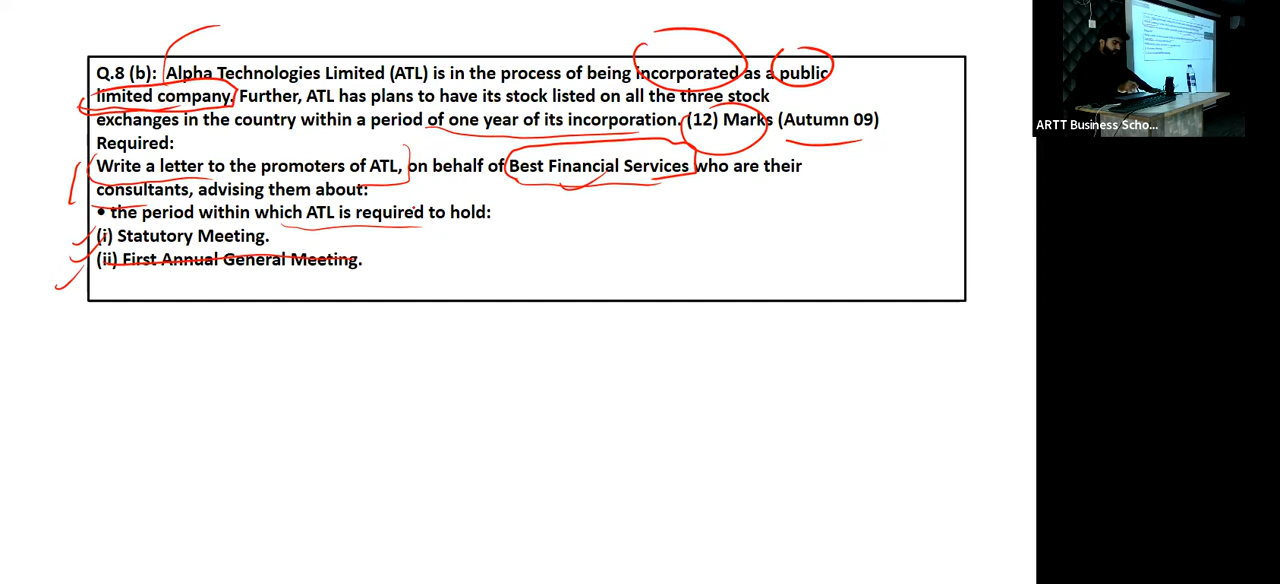 Q.8 (b): Alpha Technologies Limited (ATL) is in the process of being incorporated as a public
limited company. Further, ATL has plans to have its stock listed on all the three stock
exchanges in the country within a period of one year of its incorporation. (12) Marks (Autumn 09)
Required:
Write a letter to the promoters of ATL, on behalf of Best Financial Services who are their
consultants, advising them about:
• the period within which ATL is required to hold:
(i) Statutory Meeting.
(ii) First Annual General Meeting.
ARTT Business Scho...